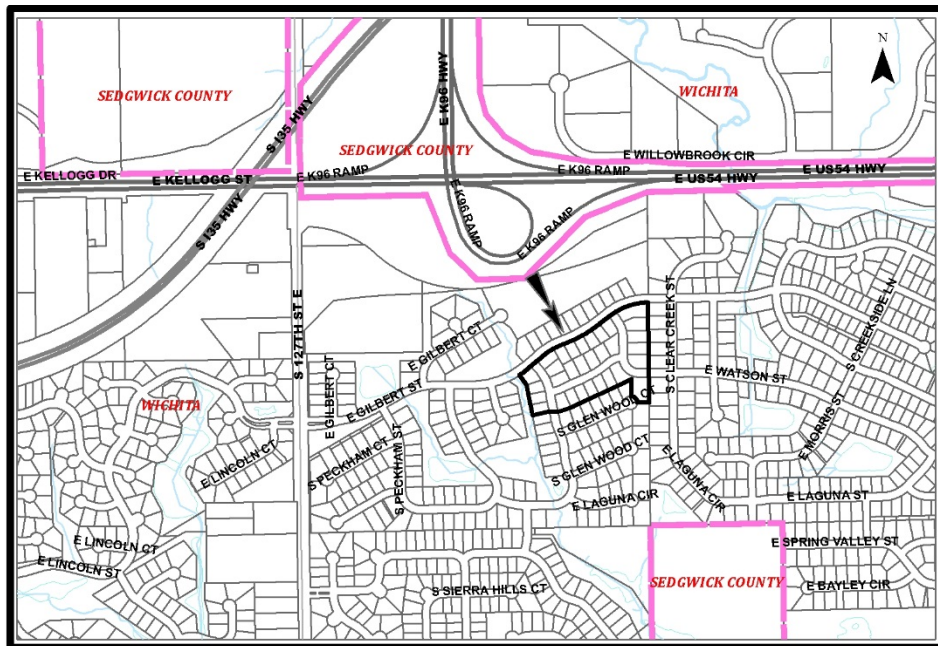 N
SEDGWICK COUNTY
WICHITA
S I35 HWY
E K96 HWY
SEDGWICK COUNTY
E WILLOWBROOK CIR
E KELLOGG DR
E KELLOGG ST
E K96 RAMP
E K96 RAMP
E US54 HWY
E US54 HWY
E K96 RAMP
E K96 RAMP
S I35 HWY
S 127TH ST E
S CLEAR CREEK ST
S CREEKSIDE LN
E GILBERT CT
E GILBERT CT
E GILBERT ST
E WATSON ST
WICHITA
S GLEN WOOD CT
E MORRIS ST
E LINCOLN CT
S PECKHAM CT
S PECKHAM ST
S GLEN WOOD CT
E LAGUNA CIR
E LAGUNA CIR
E LAGUNA ST
E LINCOLN CT
E LINCOLN ST
E SPRING VALLEY ST
S SIERRA HILLS CT
SEDGWICK COUNTY
E BAYLEY CIR